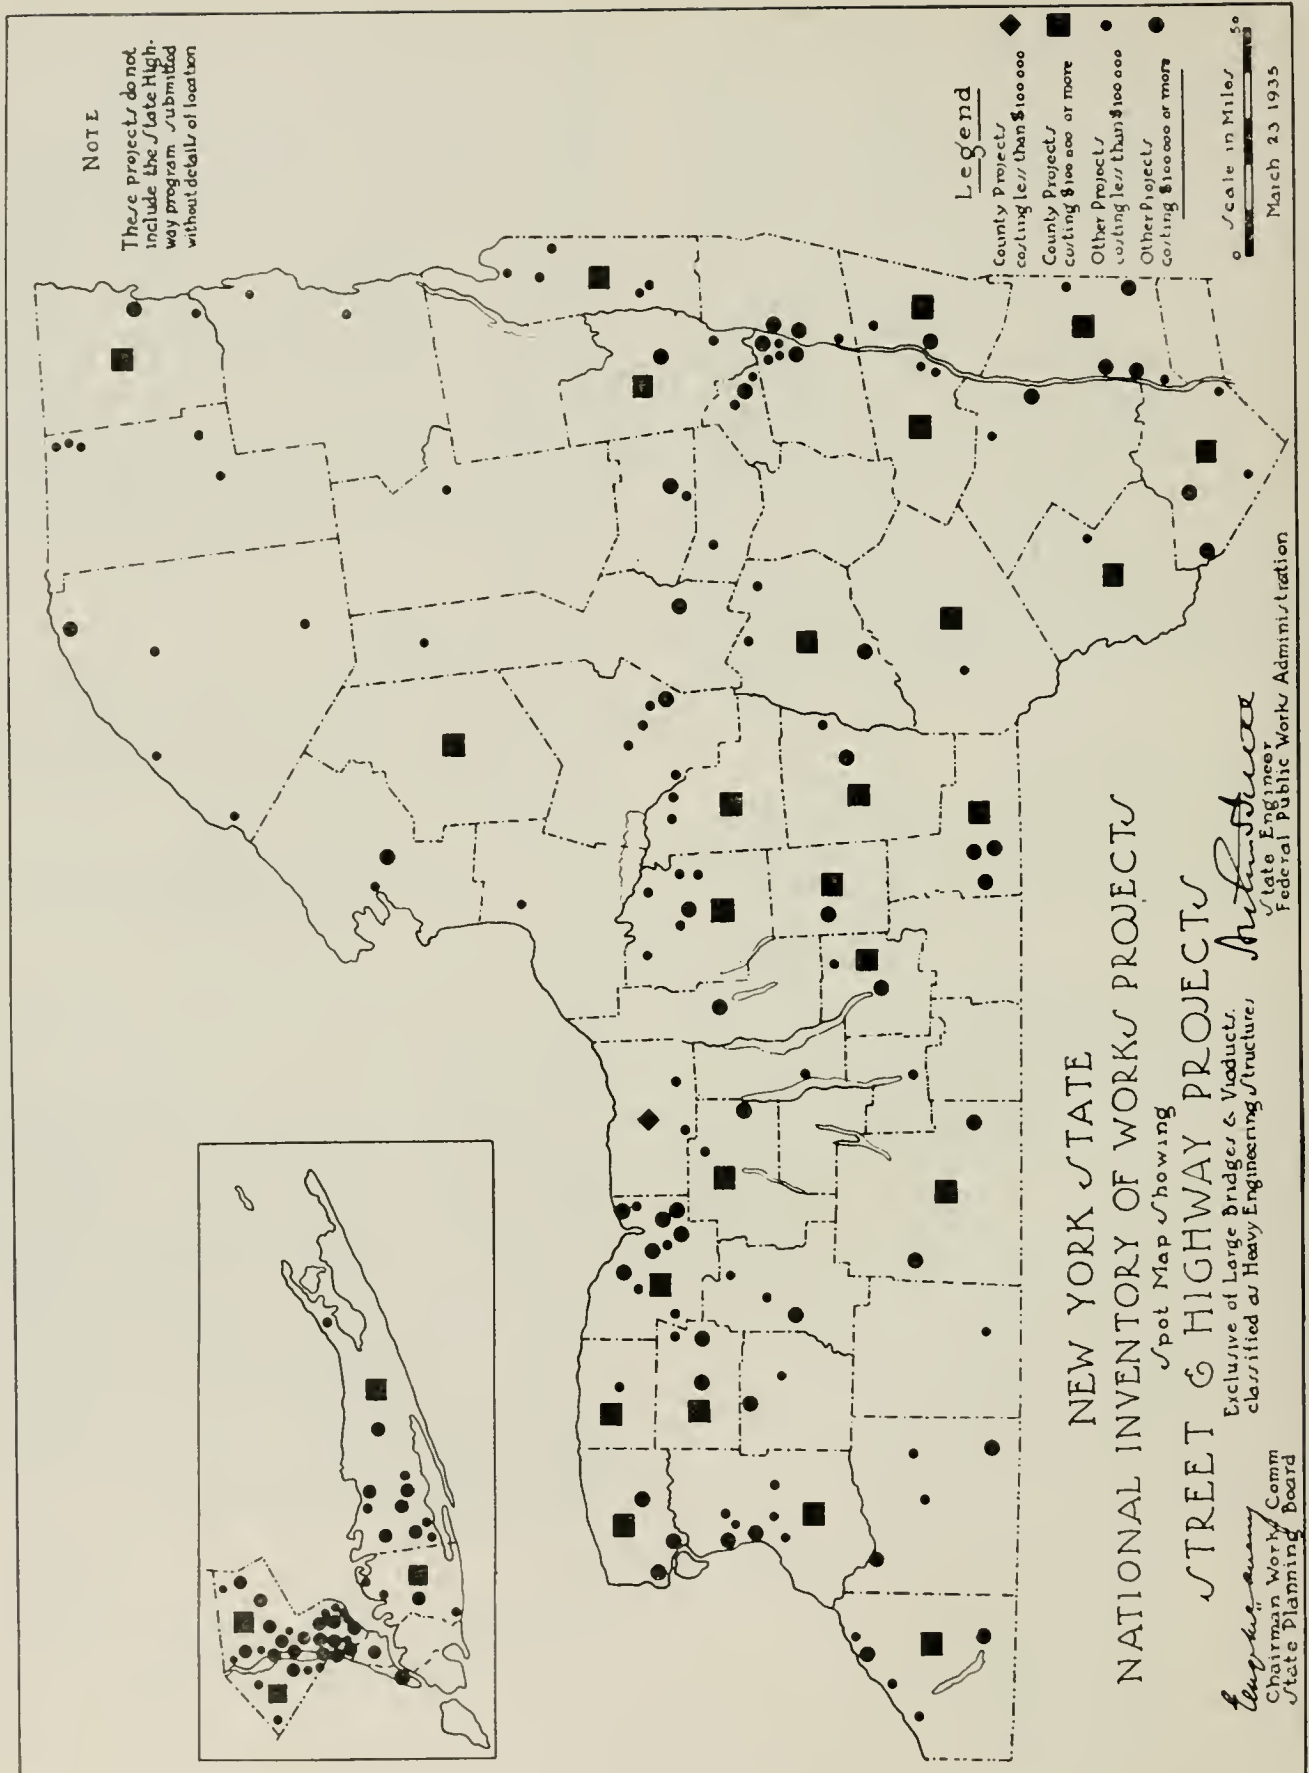 NOTE
These Projects do not
include the State High-
way program submitted
without details of location
Legend
County Projects
costing less than $100 000
County Projects
costing $100 000 or more
Other Projects
costing less than $100 000
Other Projects
costing $100 000 or more
0 Scale in Miles 50
March 23 1935
NEW YORK STATE
NATIONAL INVENTORY OF WORKS PROJECTS
Spot Map Showing
STREET & HIGHWAY PROJECTS
Exclusive of Large Bridges & Viaducts.
classified as Heavy Engineering Structures
Chairman Works Comm
State Planning Board
State Engineer
Federal Public Works Administration